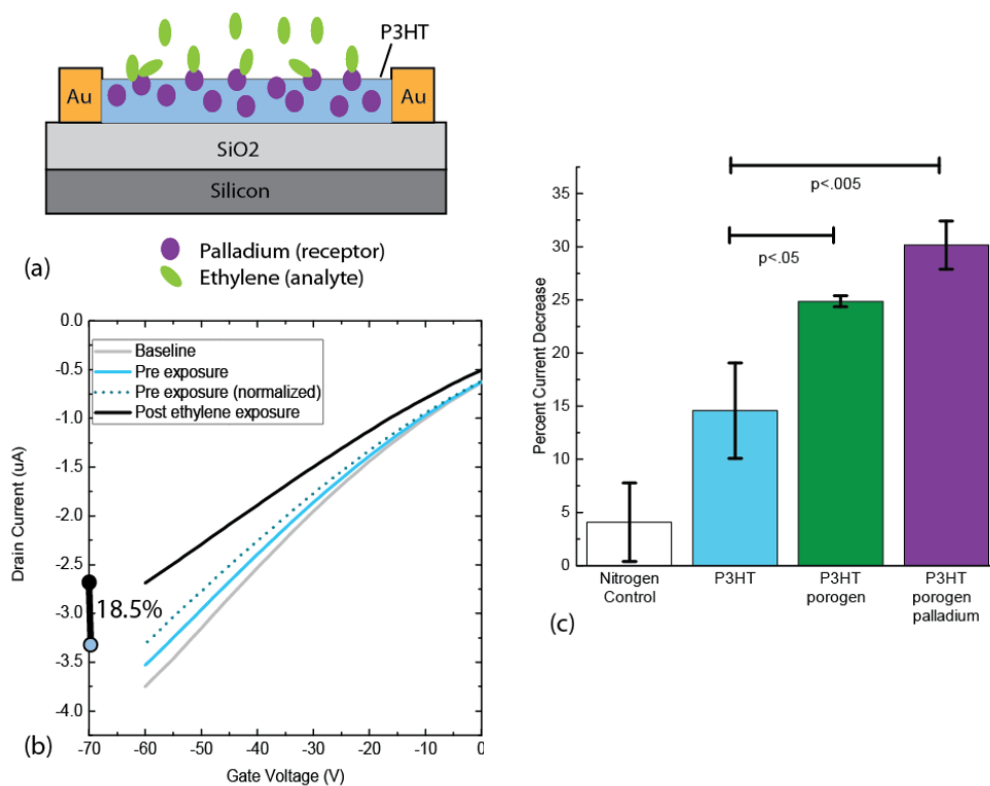 P3HT
Au
Au
SiO2
Silicon
Palladium (receptor)
Ethylene (analyte)
(a)
0.0
-0.5
-1.0
-1.5
-2.0
-2.5
-3.0
-3.5
-4.0
Drain Current (uA)
Baseline
Pre exposure
Pre exposure (normalized)
Post ethylene exposure
18.5%
-70
-60
-50
-40
-30
-20
-10
0
Gate Voltage (V)
(b)
35
30
25
20
15
10
5
0
Percent Current Decrease
p<.005
p<.05
Nitrogen
Control
P3HT
P3HT
porogen
P3HT
porogen
palladium
(c)